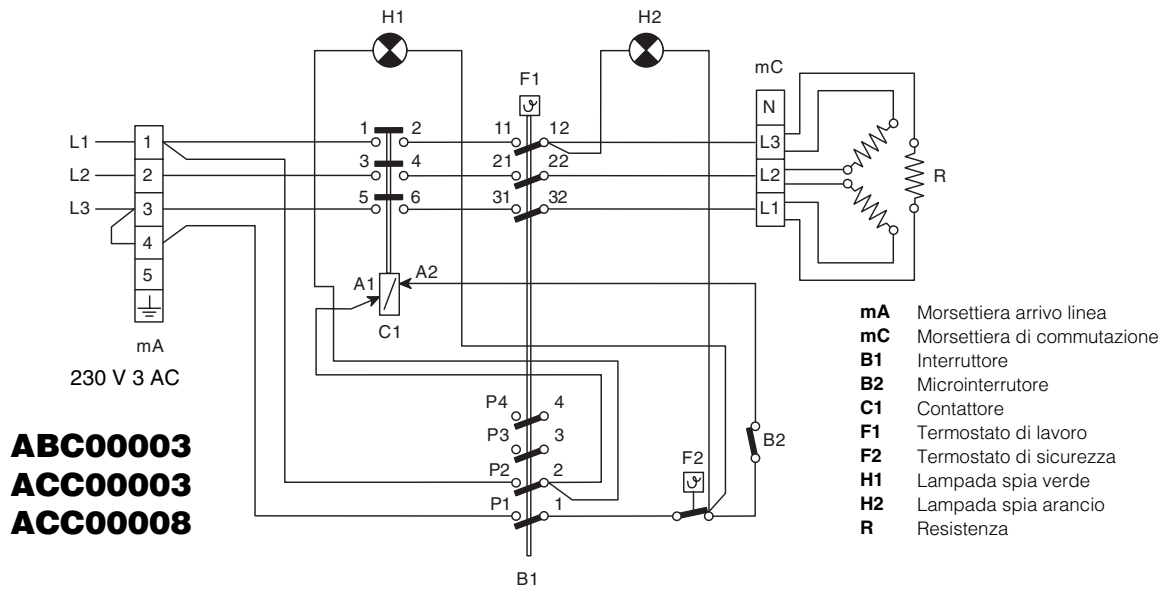 H1
H2
F1
mC
N
L1 1 1 2 11 12 L3
L2 2 3 4 21 22 L2
L3 3 5 6 31 32 L1
R
4
5
A1 A2
C1
mA
230 V 3 AC
P4 4
P3 3
P2 2
P1 1
F2
B2
B1
ABC00003
ACC00003
ACC00008
mA Morsettiera arrivo linea
mC Morsettiera di commutazione
B1 Interruttore
B2 Microinterrutore
C1 Contattore
F1 Termostato di lavoro
F2 Termostato di sicurezza
H1 Lampada spia verde
H2 Lampada spia arancio
R Resistenza